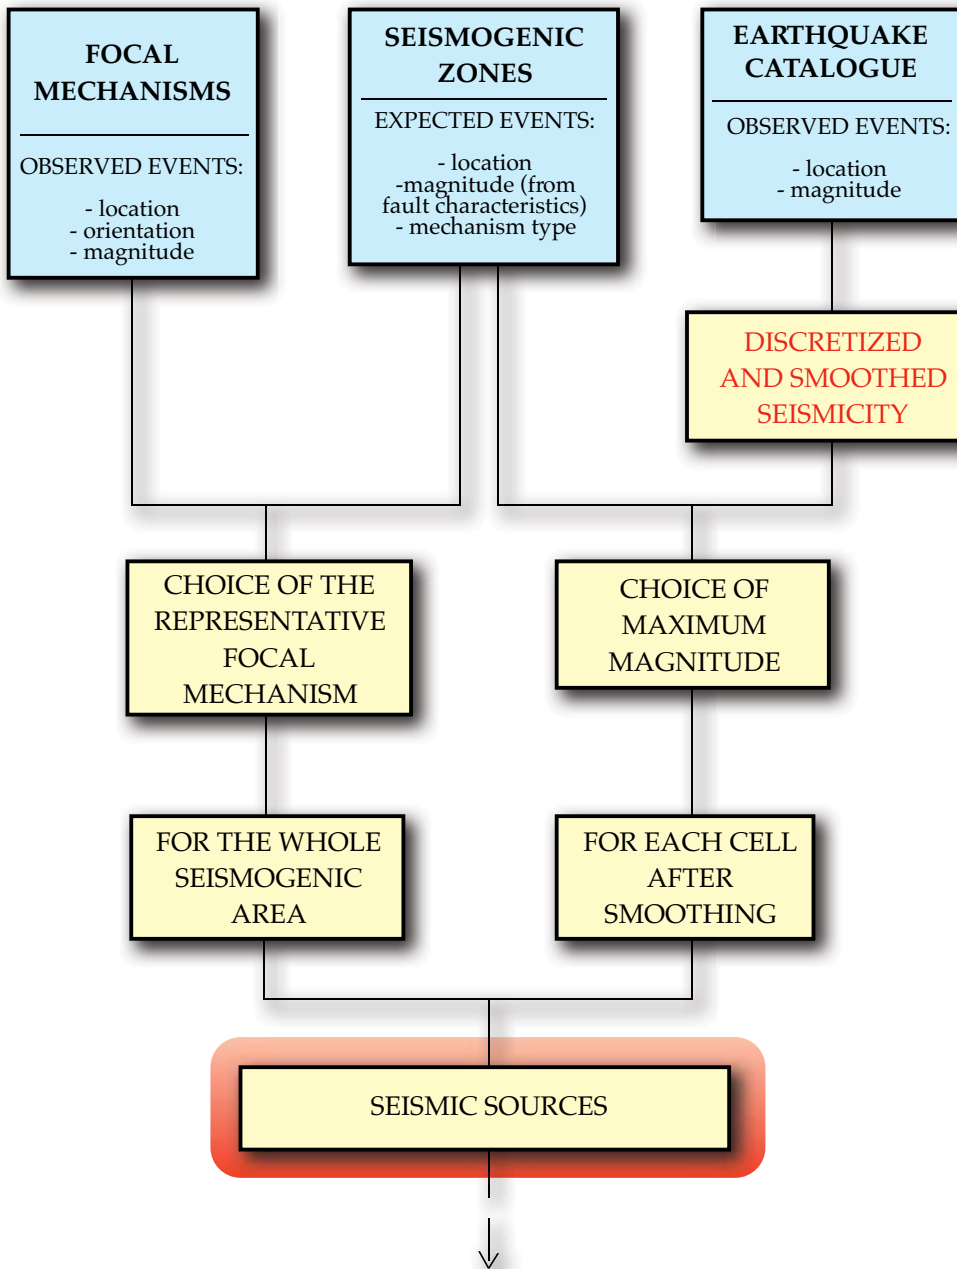 FOCAL
MECHANISMS
OBSERVED EVENTS:
- location
- orientation
- magnitude
SEISMOGENIC
ZONES
EXPECTED EVENTS:
- location
-magnitude (from
fault characteristics)
- mechanism type
EARTHQUAKE
CATALOGUE
OBSERVED EVENTS:
- location
- magnitude
DISCRETIZED
AND SMOOTHED
SEISMICITY
CHOICE OF THE
REPRESENTATIVE
FOCAL
MECHANISM
CHOICE OF
MAXIMUM
MAGNITUDE
FOR THE WHOLE
SEISMOGENIC
AREA
FOR EACH CELL
AFTER
SMOOTHING
SEISMIC SOURCES